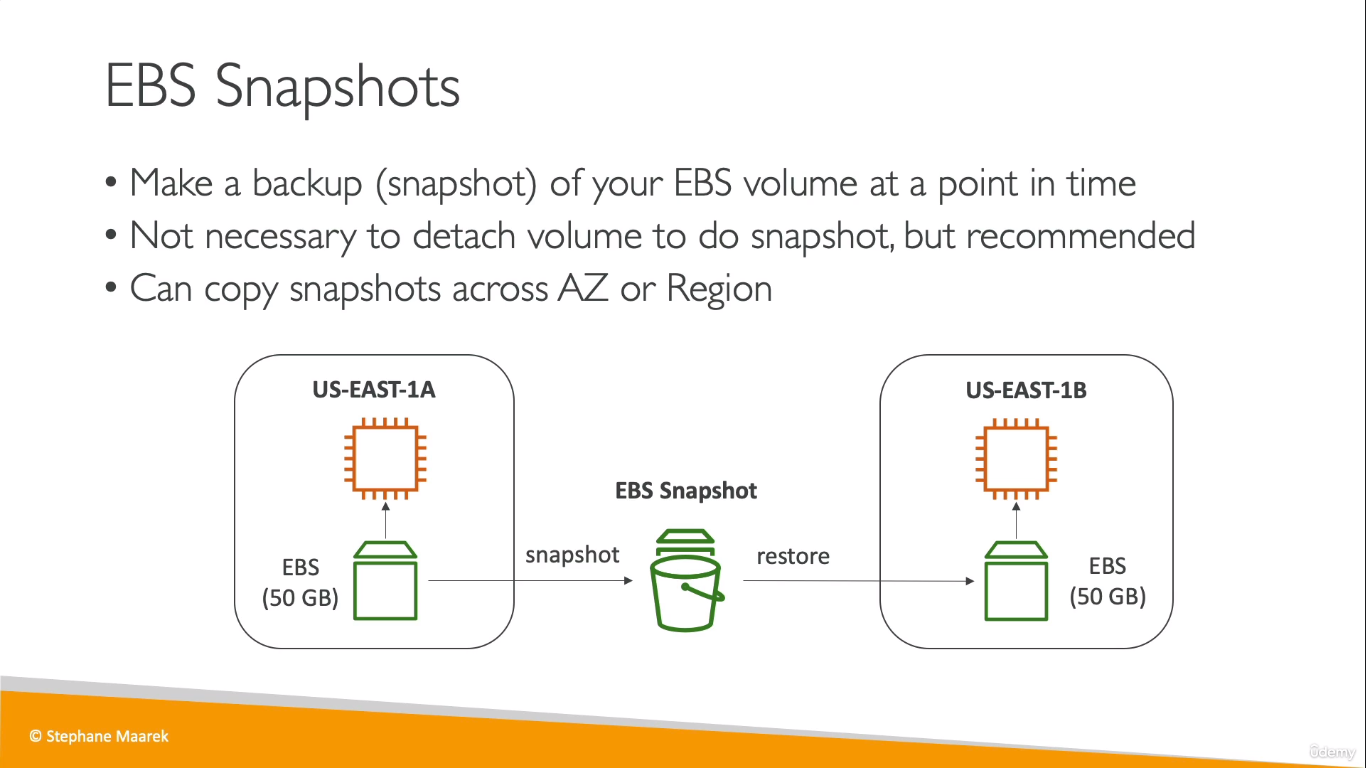 EBS Snapshots
• Make a backup (snapshot) of your EBS volume at a point in time
• Not necessary to detach volume to do snapshot, but recommended
• Can copy snapshots across AZ or Region
US-EAST-1A
EBS
(50 GB)
snapshot
EBS Snapshot
restore
US-EAST-1B
EBS
(50 GB)
© Stephane Maarek
ûdemy